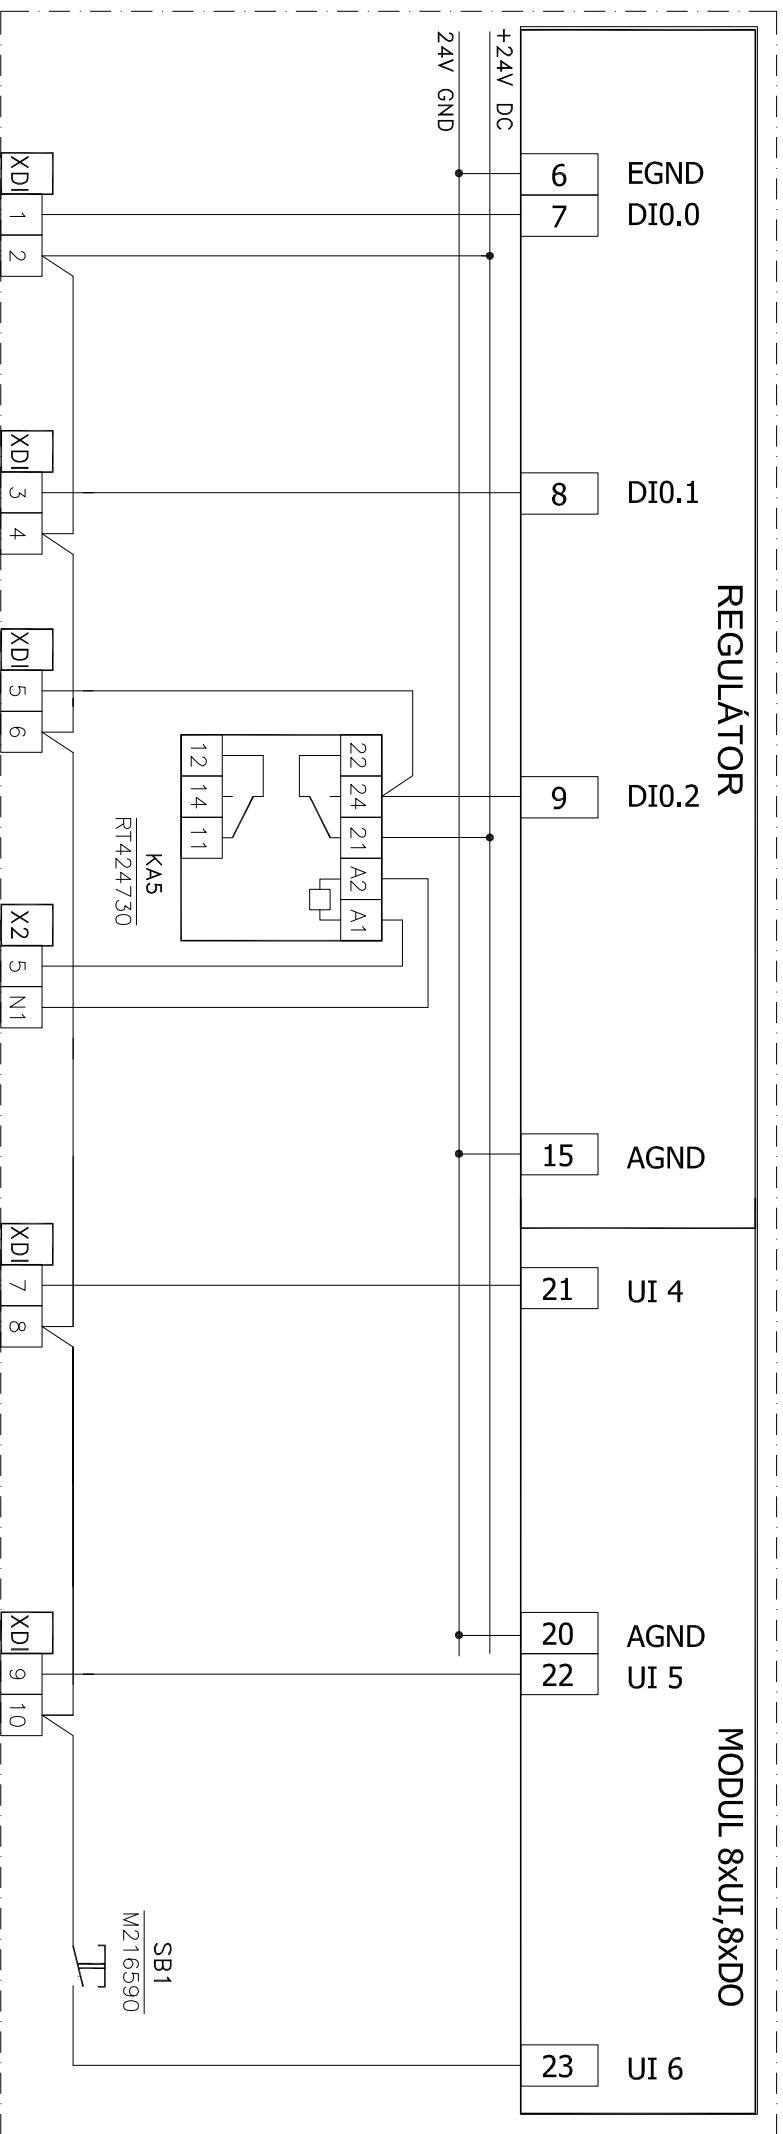 +24V DC
24V GND
6 EGND
7 DI0.0
XDI
1
2
8 DI0.1
XDI
3
4
REGULÁTOR
XDI
5
6
9 DI0.2
12
14
11
22
24
21
A2
A1
KA5
RT424730
X2
5
N1
15 AGND
XDI
7
8
21 UI 4
XDI
9
10
20 AGND
22 UI 5
MODUL 8xUI,8xDO
SB1
M216590
23 UI 6